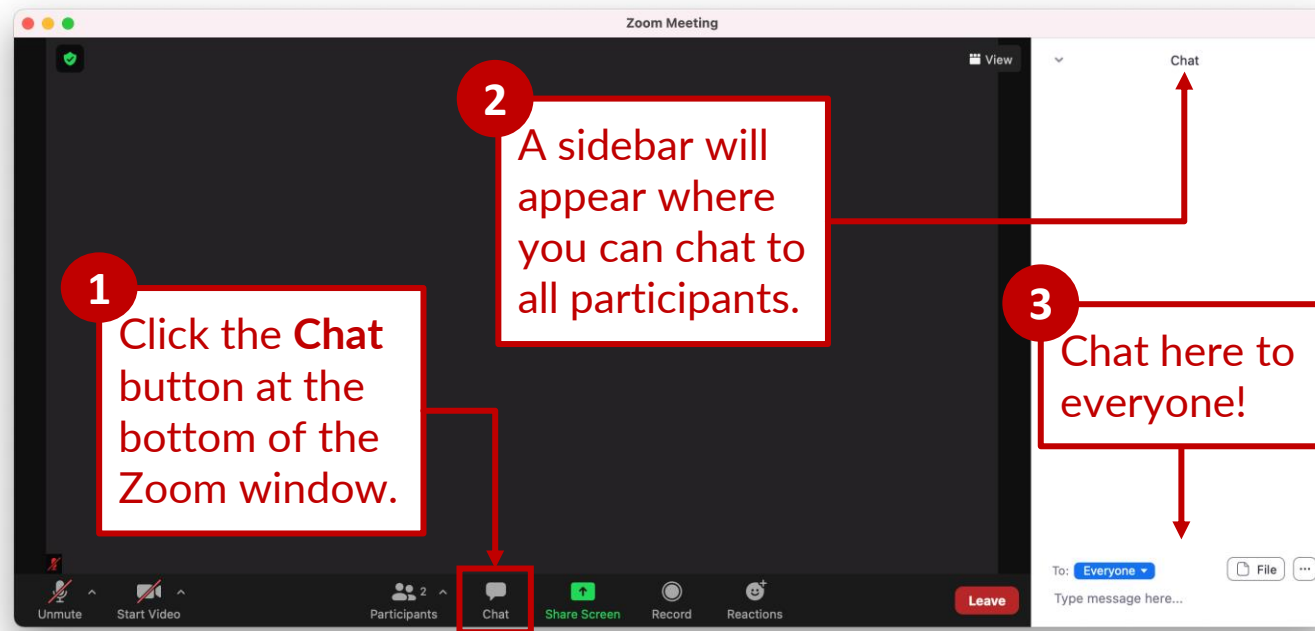 Zoom Meeting
View
Chat
2
A sidebar will
appear where
you can chat to
all participants.
1
Click the Chat
button at the
bottom of the
Zoom window.
3
Chat here to
everyone!
To: Everyone
File
Type message here...
Unmute
Start Video
2
Participants
Chat
Share Screen
Record
Reactions
Leave